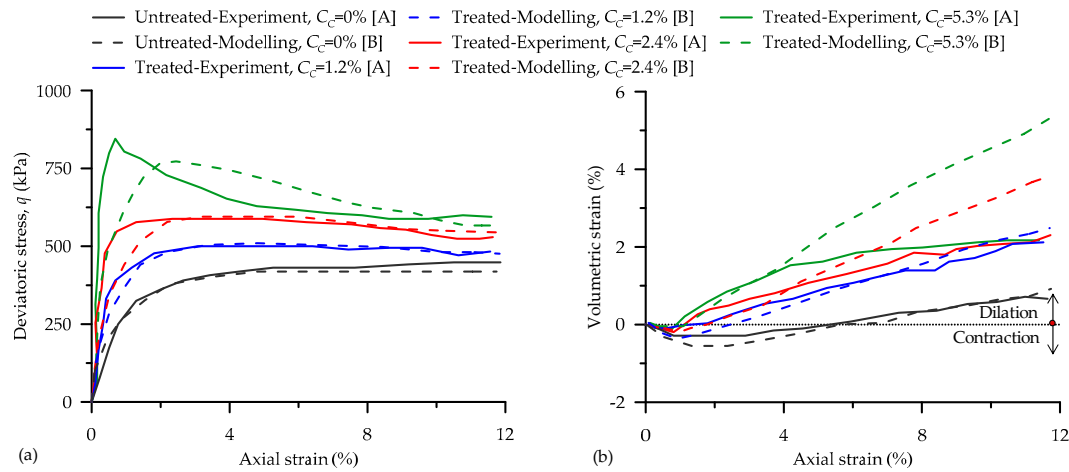 Untreated-Experiment, C_C=0% [A]
Untreated-Modelling, C_C=0% [B]
Treated-Experiment, C_C=1.2% [A]
Treated-Modelling, C_C=1.2% [B]
Treated-Experiment, C_C=2.4% [A]
Treated-Modelling, C_C=2.4% [B]
Treated-Experiment, C_C=5.3% [A]
Treated-Modelling, C_C=5.3% [B]
Deviatoric stress, q (kPa)
1000
750
500
250
0
0
4
8
12
Axial strain (%)
(a)
Volumetric strain (%)
6
4
2
0
-2
Dilation
Contraction
0
4
8
12
Axial strain (%)
(b)